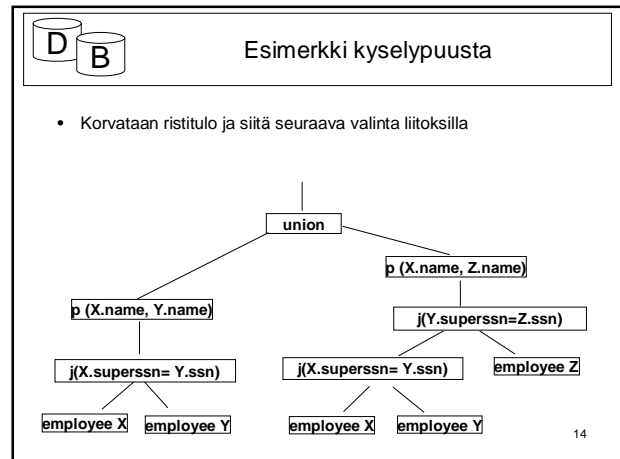 D B
Esimerkki kyselypuusta
• Korvataan ristitulo ja siitä seuraava valinta liitoksilla
union
p (X.name, Z.name)
p (X.name, Y.name)
j(Y.superssn=Z.ssn)
j(X.superssn= Y.ssn)
j(X.superssn= Y.ssn)
employee Z
employee X
employee Y
employee X
employee Y
14